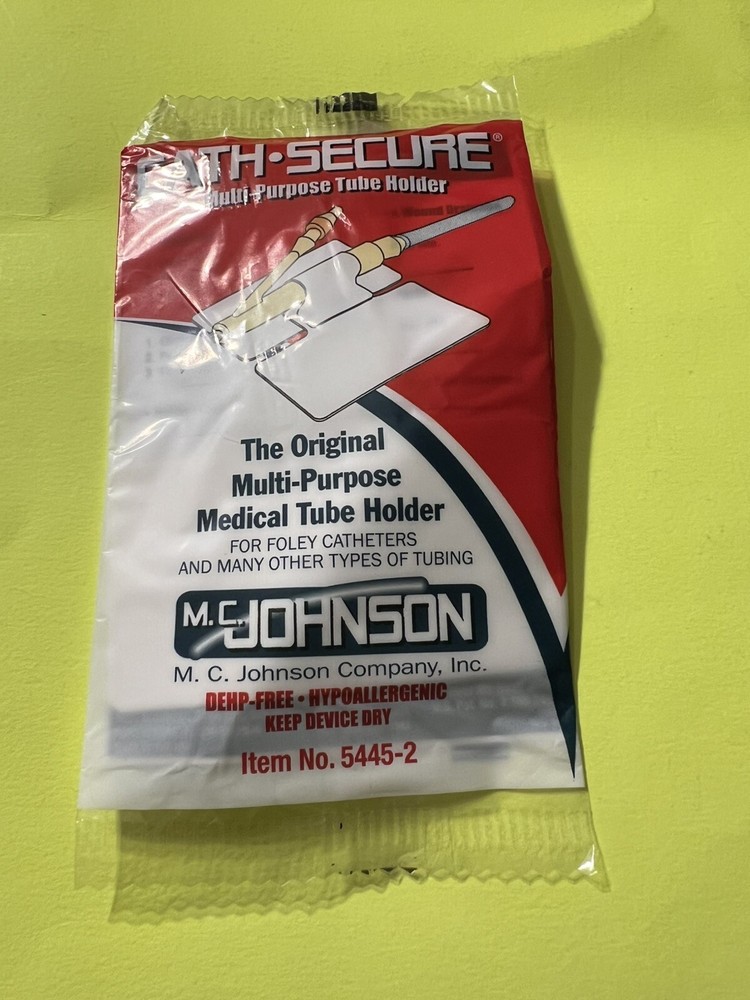 CATH•SECURE®
Multi-Purpose Tube Holder
The Original
Multi-Purpose
Medical Tube Holder
FOR FOLEY CATHETERS
AND MANY OTHER TYPES OF TUBING
M.C. JOHNSON
M. C. Johnson Company, Inc.
DEHP-FREE • HYPOALLERGENIC
KEEP DEVICE DRY
Item No. 5445-2